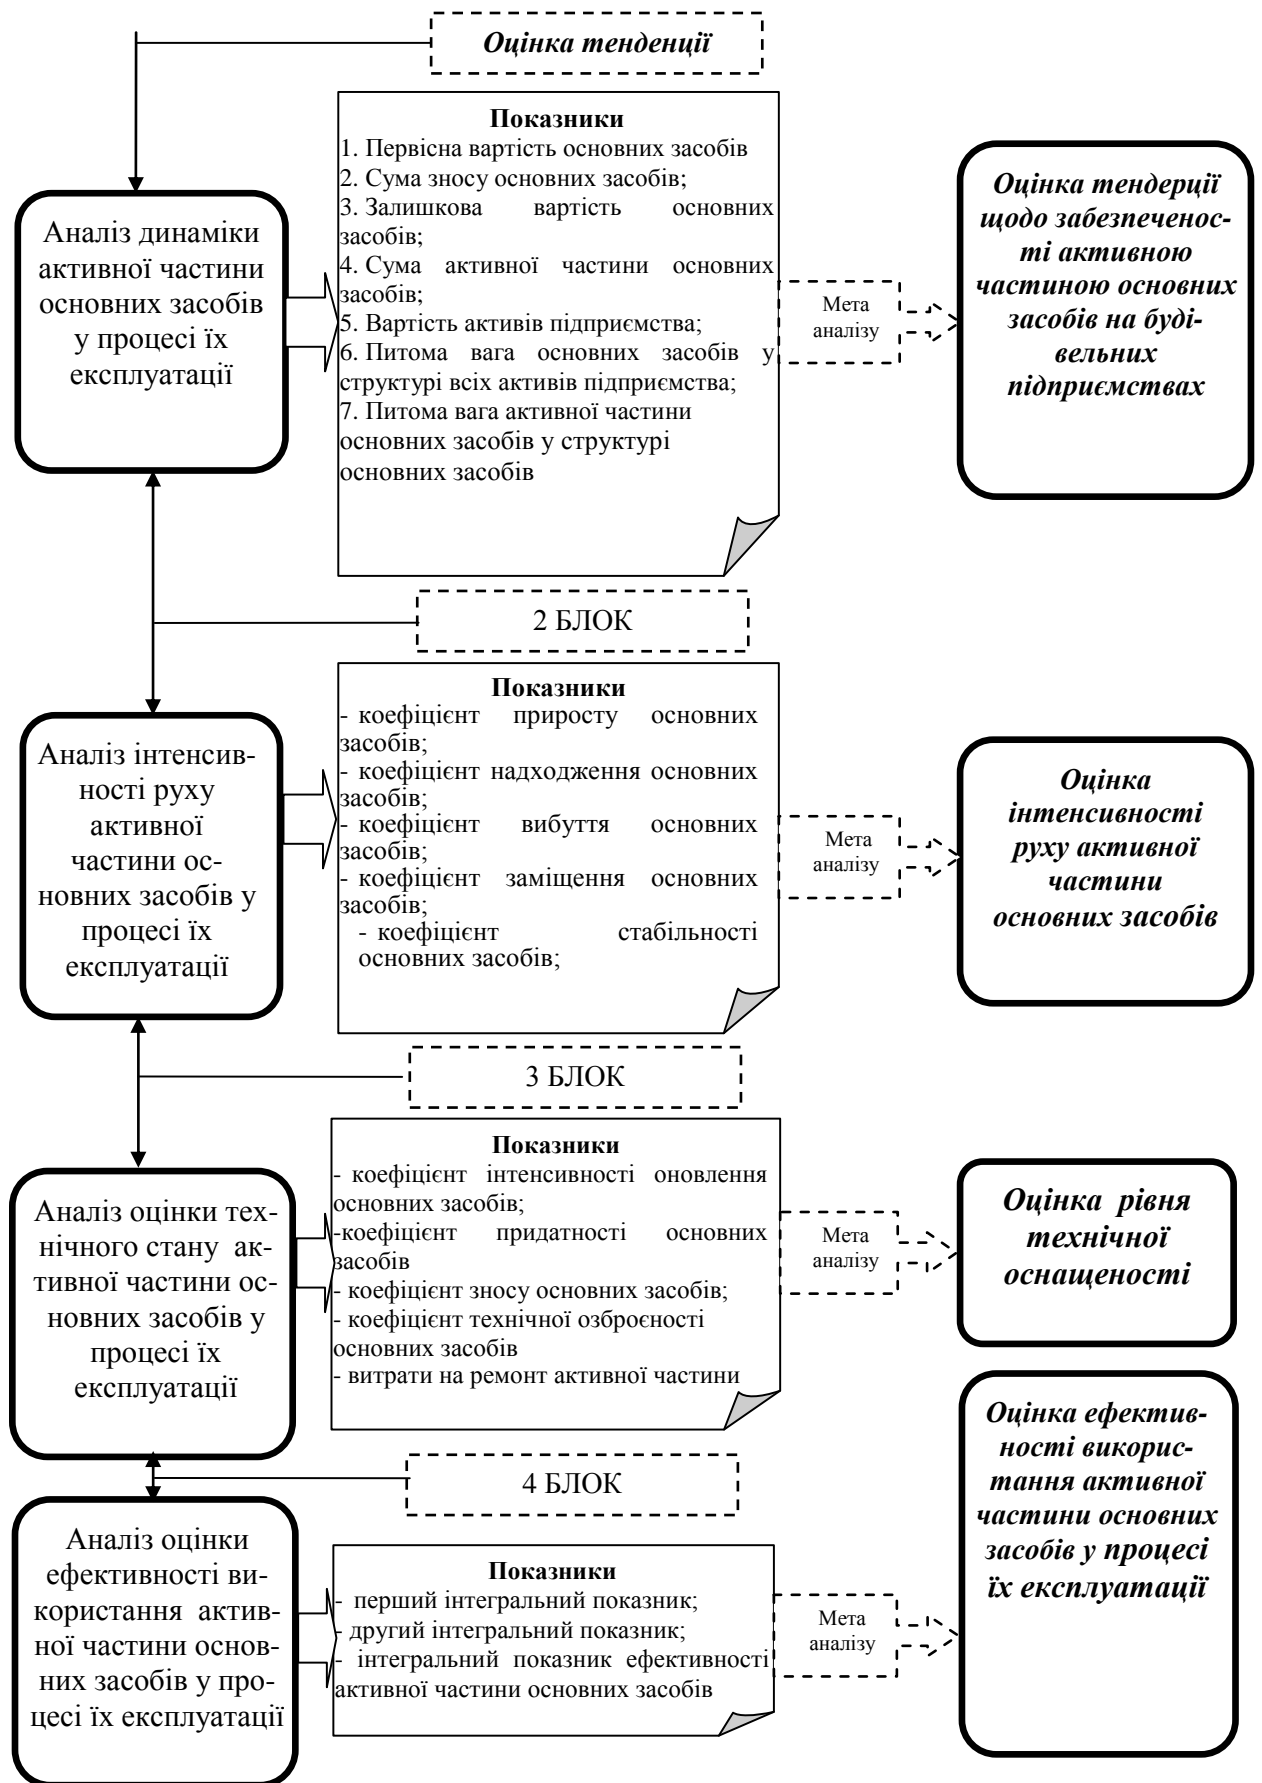 Оцінка тенденції
Аналіз динаміки
активної частини
основних засобів
у процесі їх
експлуатації
Показники
1. Первісна вартість основних засобів
2. Сума зносу основних засобів;
3. Залишкова вартість основних
засобів;
4. Сума активної частини основних
засобів;
5. Вартість активів підприємства;
6. Питома вага основних засобів у
структурі всіх активів підприємства;
7. Питома вага активної частини
основних засобів у структурі
основних засобів
Мета
аналізу
Оцінка тендерції
щодо забезпеченос-
ті активною
частиною основних
засобів на буді-
вельних
підприємствах
2 БЛОК
Аналіз інтенсив-
ності руху
активної
частини ос-
новних засобів у
процесі їх
експлуатації
Показники
- коефіцієнт приросту основних
засобів;
- коефіцієнт надходження основних
засобів;
- коефіцієнт вибуття основних
засобів;
- коефіцієнт заміщення основних
засобів;
- коефіцієнт стабільності
основних засобів;
Мета
аналізу
Оцінка
інтенсивності
руху активної
частини
основних засобів
3 БЛОК
Аналіз оцінки тех-
нічного стану ак-
тивної частини ос-
новних засобів у
процесі їх
експлуатації
Показники
- коефіцієнт інтенсивності оновлення
основних засобів;
-коефіцієнт придатності основних
засобів
- коефіцієнт зносу основних засобів;
- коефіцієнт технічної озброєності
основних засобів
- витрати на ремонт активної частини
Мета
аналізу
Оцінка рівня
технічної
оснащеності
4 БЛОК
Аналіз оцінки
ефективності ви-
користання актив-
ної частини основ-
них засобів у про-
цесі їх експлуатації
Показники
- перший інтегральний показник;
- другий інтегральний показник;
- інтегральний показник ефективності
активної частини основних засобів
Мета
аналізу
Оцінка ефектив-
ності викорис-
тання активної
частини основних
засобів у процесі
їх експлуатації